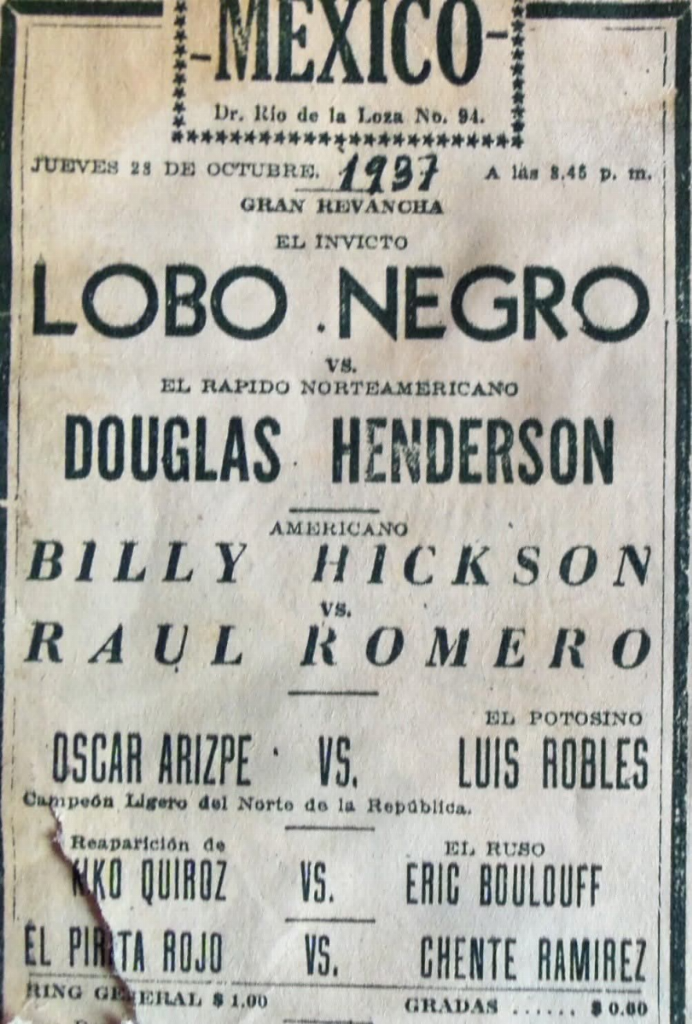 -MEXICO-
Dr. Río de la Loza No. 94.
JUEVES 28 DE OCTUBRE. 1937 A las 8.45 p. m.
GRAN REVANCHA
EL INVICTO
LOBO NEGRO
VS.
EL RAPIDO NORTEAMERICANO
DOUGLAS HENDERSON
AMERICANO
BILLY HICKSON
VS.
RAUL ROMERO
EL POTOSINO
OSCAR ARIZPE VS. LUIS ROBLES
Campeón Ligero del Norte de la República.
Reaparición de EL RUSO
KKO QUIROZ VS. ERIC BOULOUFF
EL PIRATA ROJO VS. CHENTE RAMIREZ
RING GENERAL $ 1.00 GRADAS ...... $ 0.60